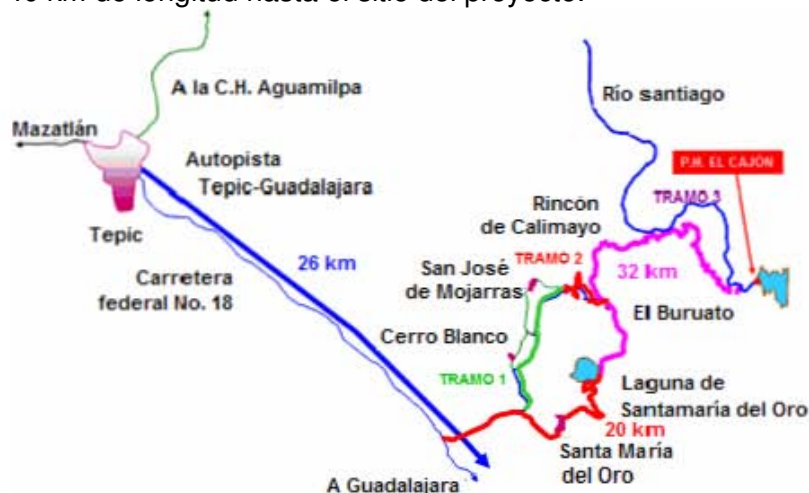 A la C.H. Aguamilpa
Río santiago
Mazatlán
Autopista
Tepic-Guadalajara
P.H. EL CAJÓN
TRAMO 3
Rincón
de Calimayo
Tepic
26 km
San José
de Mojarras
TRAMO 2
32 km
Carretera
federal No. 18
El Buruato
Cerro Blanco
TRAMO 1
Laguna de
Santamaría del Oro
20 km
Santa María
del Oro
A Guadalajara